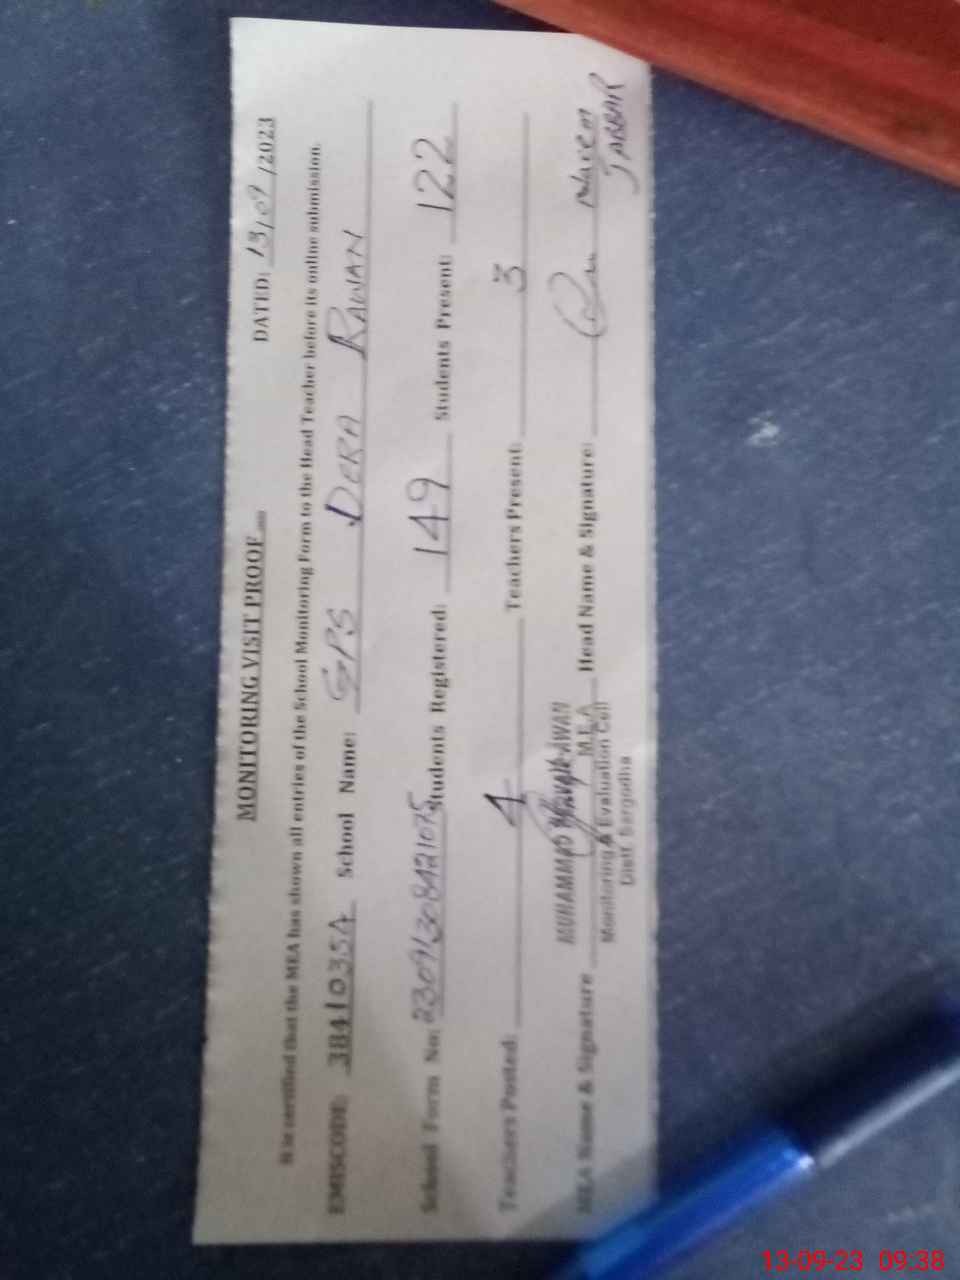 MONITORING VISIT PROOF
DATED: 13/09/2023
It is certified that the MEA has shown all entries of the School Monitoring Form to the Head Teacher before its online submission.
EMISCODE: 38410354 School Name: GPS DERA RAWAN
School Form No: 23091308421075 Students Registered: 149 Students Present: 122
Teachers Posted: 4 Teachers Present: 3
MEA Name & Signature MUHAMMAD AWAN Head Name & Signature: JABBAR
M.E.A
Monitoring & Evaluation Cell
Distt. Sargodha
13-09-23 09:38